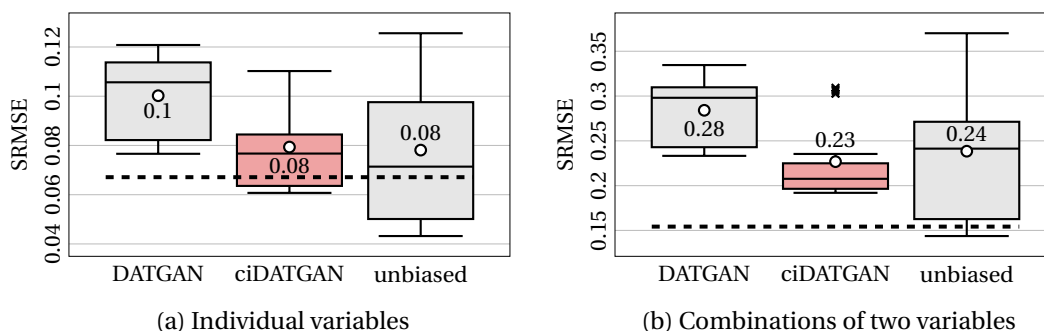 SRMSE
0.12
0.1
0.08
0.06
0.04
0.1
0.08
0.08
DATGAN ciDATGAN unbiased
(a) Individual variables
SRMSE
0.35
0.3
0.25
0.2
0.15
0.28
0.23
0.24
DATGAN ciDATGAN unbiased
(b) Combinations of two variables